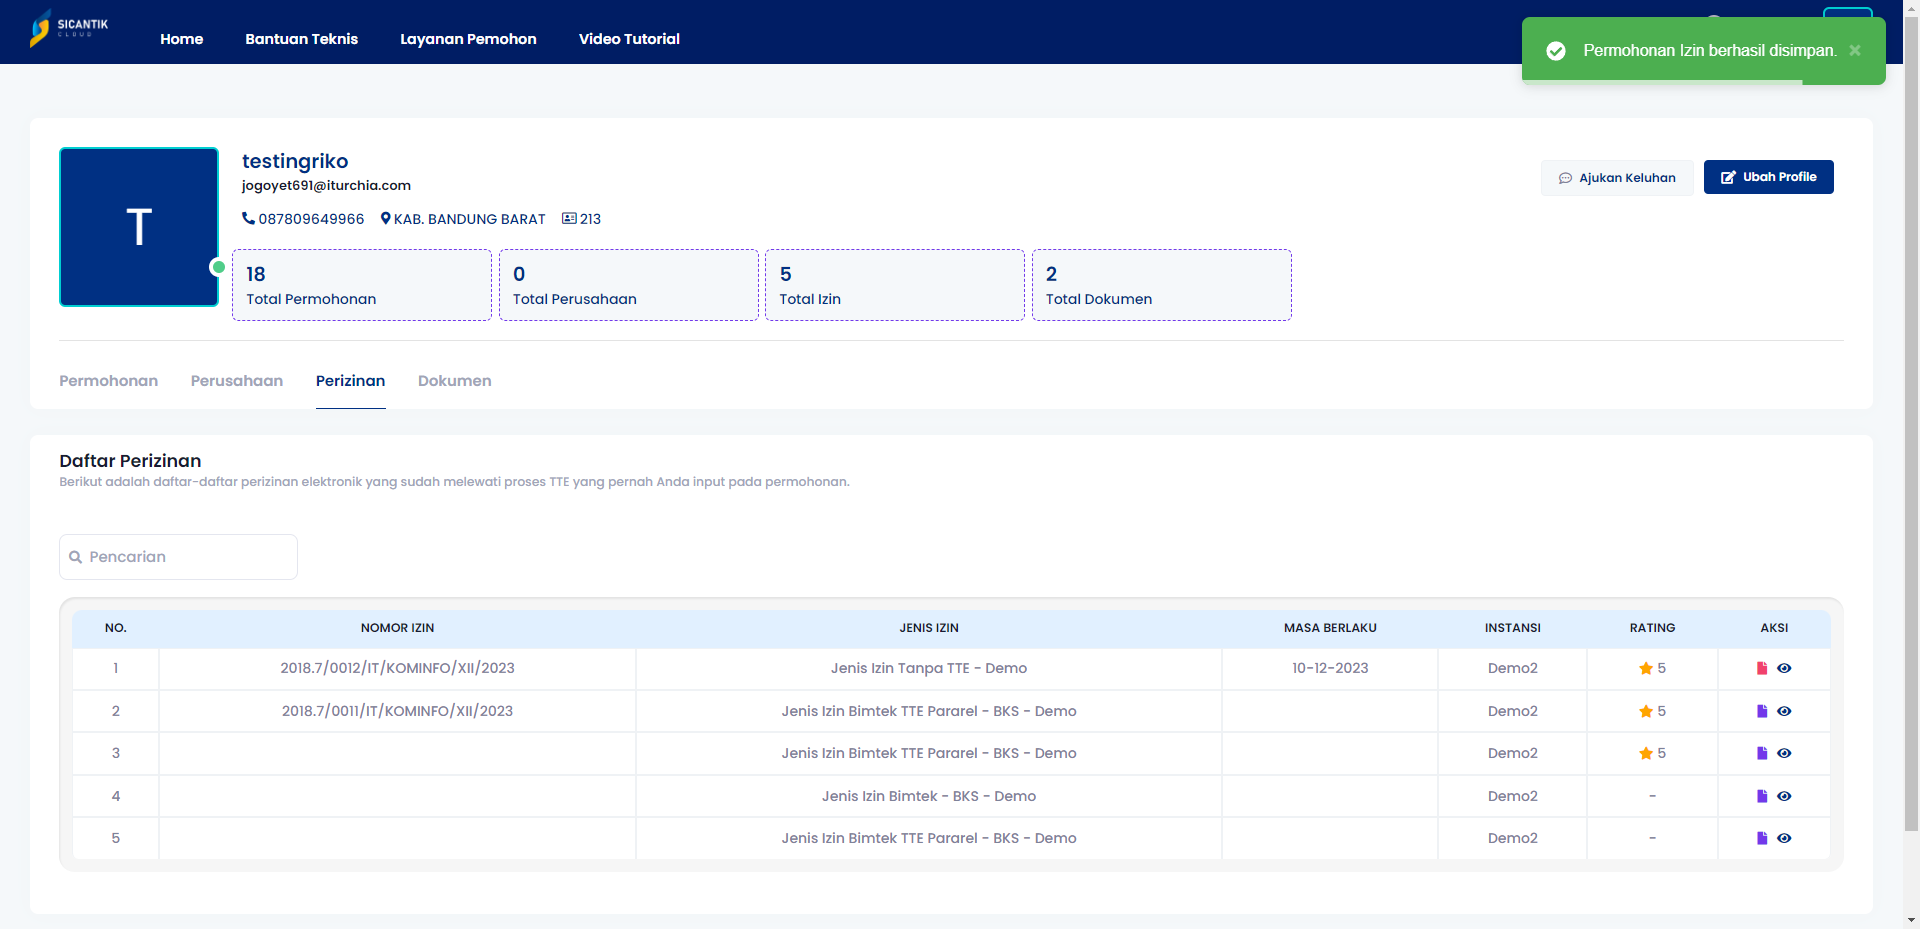 SICANTIK
CLOUD
Home Bantuan Teknis Layanan Pemohon Video Tutorial
Permohonan Izin berhasil disimpan. ×
T
testingriko
jogoyet691@iturchia.com
087809649966 KAB. BANDUNG BARAT 213
Ajukan Keluhan Ubah Profile
18 0 5 2
Total Permohonan Total Perusahaan Total Izin Total Dokumen
Permohonan Perusahaan Perizinan Dokumen
Daftar Perizinan
Berikut adalah daftar-daftar perizinan elektronik yang sudah melewati proses TTE yang pernah Anda input pada permohonan.
Pencarian
NO. NOMOR IZIN JENIS IZIN MASA BERLAKU INSTANSI RATING AKSI
1 2018.7/0012/IT/KOMINFO/XII/2023 Jenis Izin Tanpa TTE - Demo 10-12-2023 Demo2 5
2 2018.7/0011/IT/KOMINFO/XII/2023 Jenis Izin Bimtek TTE Pararel - BKS - Demo Demo2 5
3 Jenis Izin Bimtek TTE Pararel - BKS - Demo Demo2 5
4 Jenis Izin Bimtek - BKS - Demo Demo2 -
5 Jenis Izin Bimtek TTE Pararel - BKS - Demo Demo2 -